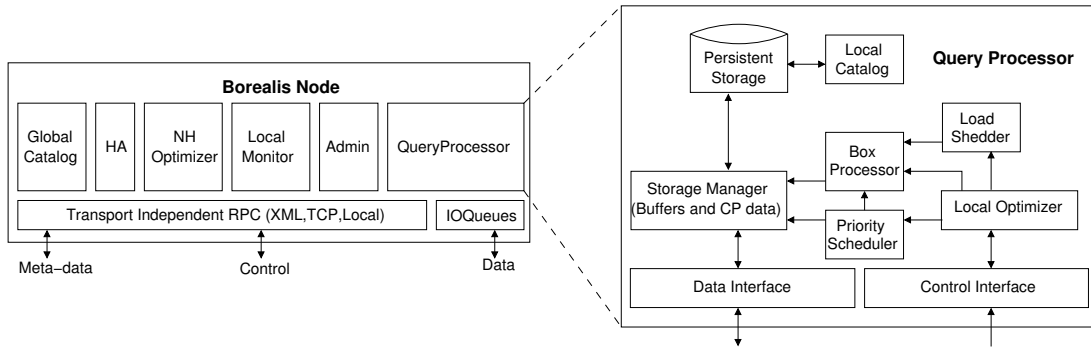 Borealis Node
Global
Catalog
HA
NH
Optimizer
Local
Monitor
Admin
QueryProcessor
Transport Independent RPC (XML,TCP,Local)
IOQueues
Meta−data
Control
Data
Query Processor
Persistent
Storage
Local
Catalog
Load
Shedder
Box
Processor
Storage Manager
(Buffers and CP data)
Local Optimizer
Priority
Scheduler
Data Interface
Control Interface